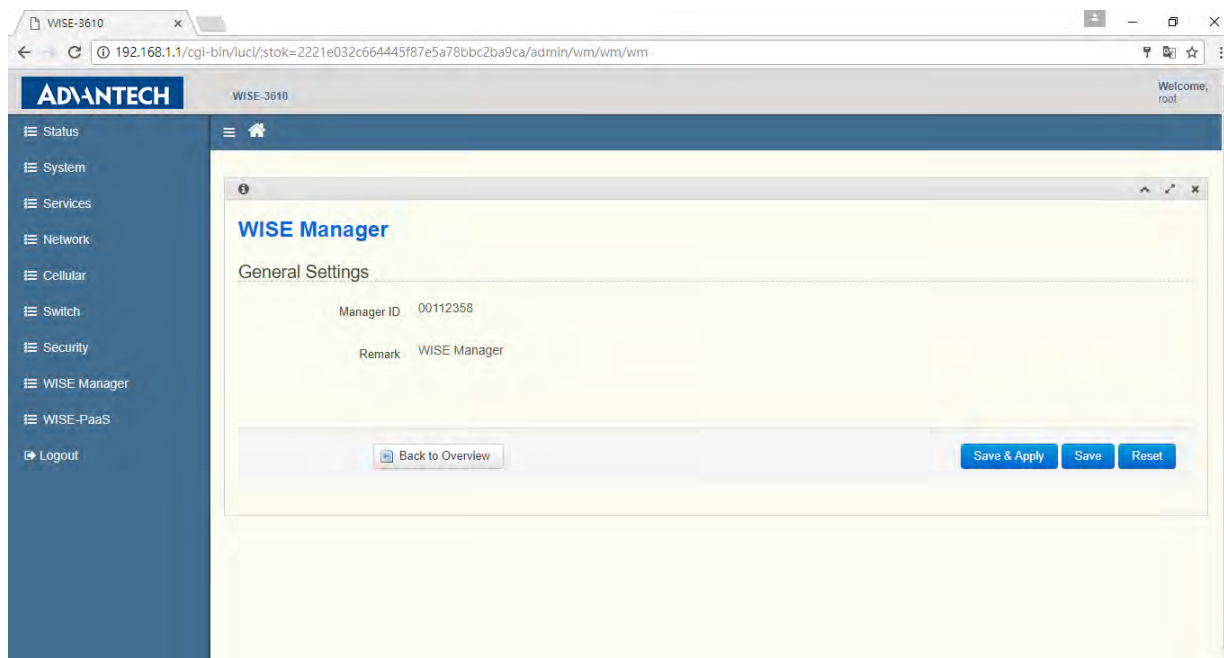 WISE-3610
192.168.1.1/cgi-bin/luci/;stok=2221e032c664445f87e5a78bbc2ba9ca/admin/wm/wm/wm
ADVANTECH
WISE-3610
Welcome,
root
Status
System
Services
Network
Cellular
Switch
Security
WISE Manager
WISE-PaaS
Logout
WISE Manager
General Settings
Manager ID 00112358
Remark WISE Manager
Back to Overview Save & Apply Save Reset